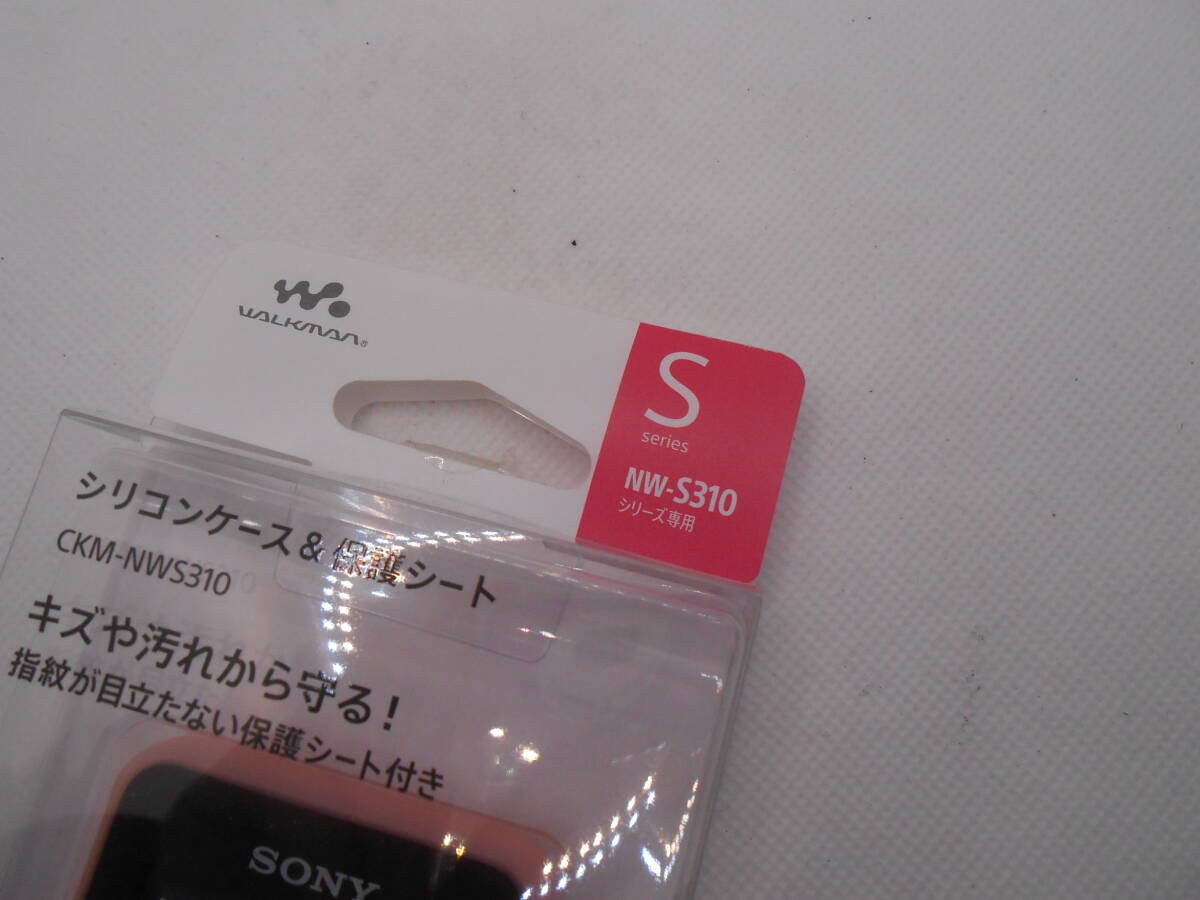 WALKMAN®
S
series
NW-S310
シリーズ専用
シリコンケース&保護シート
CKM-NWS310
キズや汚れから守る!
指紋が目立たない保護シート付き
SONY